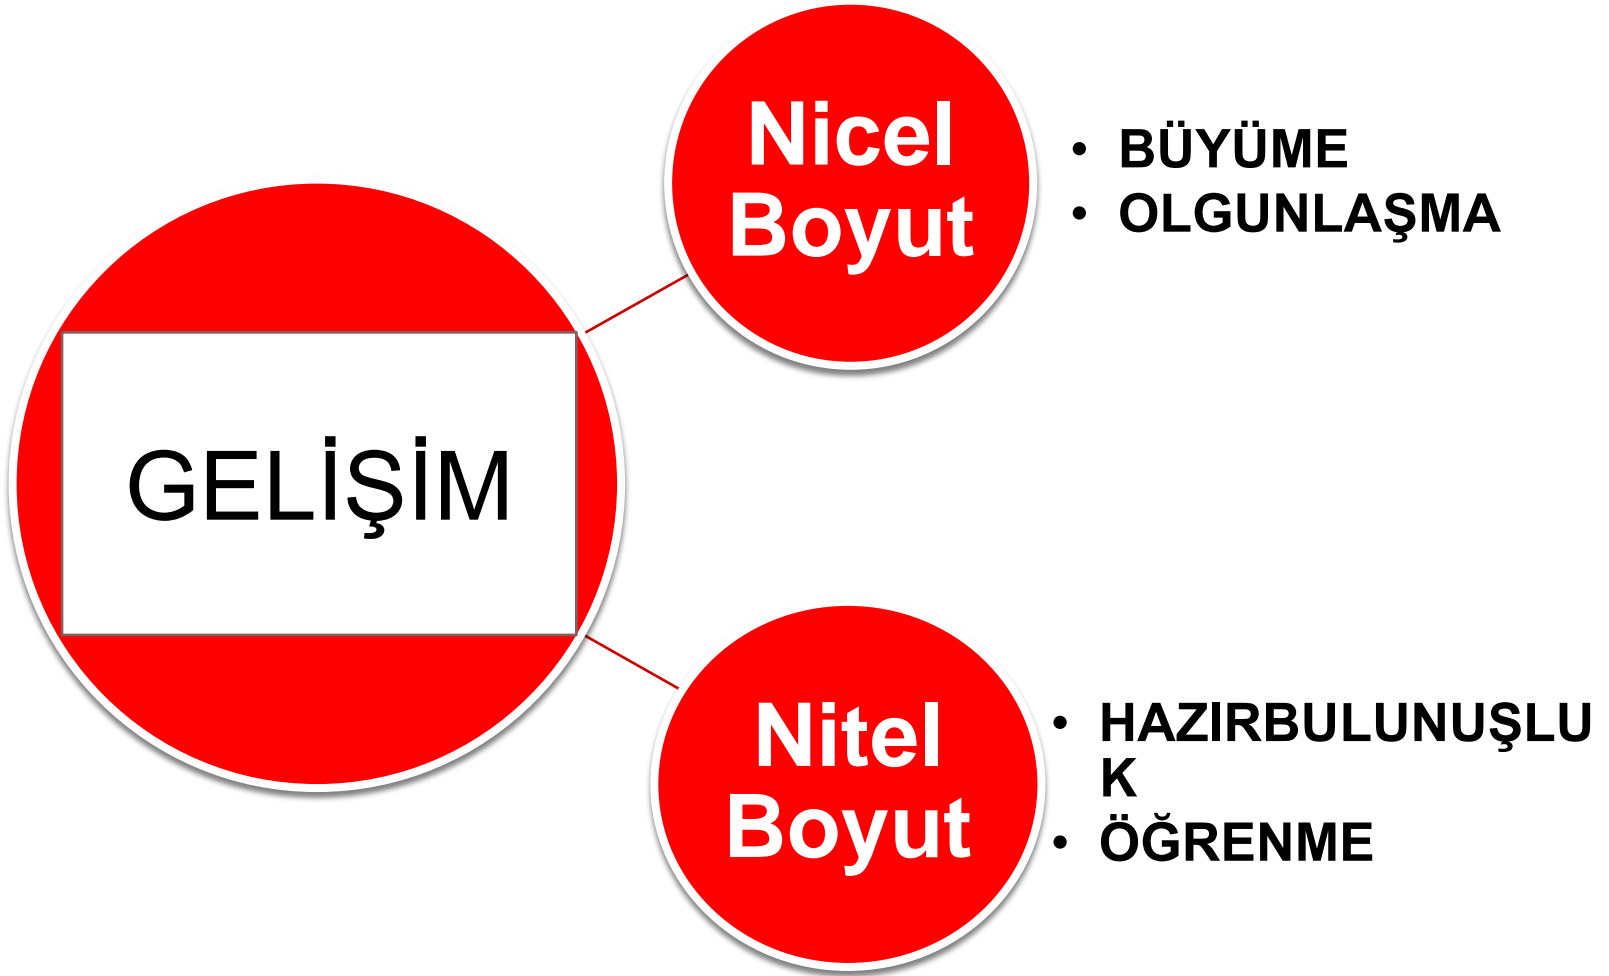 GELİŞİM
Nicel
Boyut
• BÜYÜME
• OLGUNLAŞMA
Nitel
Boyut
• HAZIRBULUNUŞLU
K
• ÖĞRENME